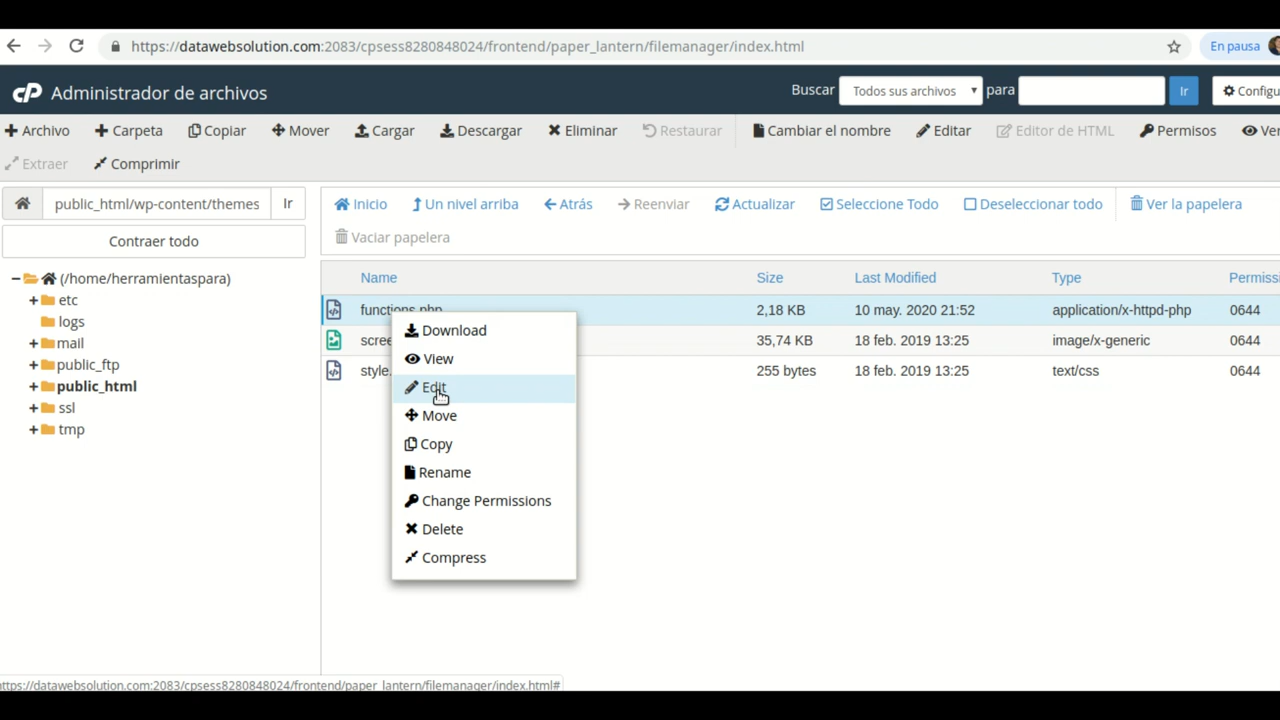 https://datawebsolution.com:2083/cpsess8280848024/frontend/paper_lantern/filemanager/index.html
En pausa
cP Administrador de archivos
Buscar Todos sus archivos para Ir
Archivo Carpeta Copiar Mover Cargar Descargar Eliminar Restaurar Cambiar el nombre Editar Editor de HTML Permisos
Extraer Comprimir
public_html/wp-content/themes Ir
Inicio Un nivel arriba Atrás Reenviar Actualizar Seleccione Todo Deseleccionar todo Ver la papelera
Vaciar papelera
Contraer todo
(/home/herramientaspara)
etc
logs
mail
public_ftp
public_html
ssl
tmp
Name Size Last Modified Type
functions.php 2,18 KB 10 may. 2020 21:52 application/x-httpd-php 0644
35,74 KB 18 feb. 2019 13:25 image/x-generic 0644
style. 255 bytes 18 feb. 2019 13:25 text/css 0644
Download
View
Edit
Move
Copy
Rename
Change Permissions
Delete
Compress
https://datawebsolution.com:2083/cpsess8280848024/frontend/paper_lantern/filemanager/index.html#